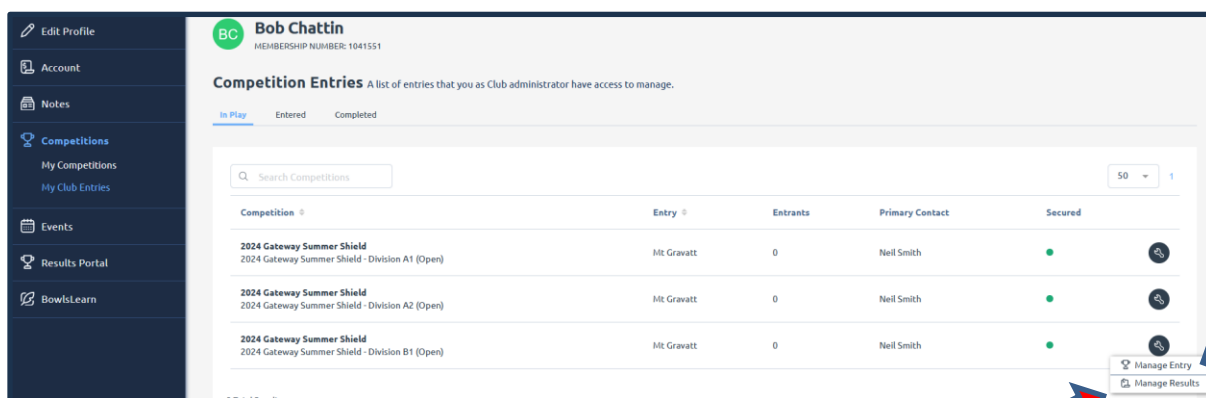 Edit Profile
Account
Notes
Competitions
My Competitions
My Club Entries
Events
Results Portal
BowlsLearn
BC
Bob Chattin
MEMBERSHIP NUMBER: 1041551
Competition Entries A list of entries that you as Club administrator have access to manage.
In Play Entered Completed
Search Competitions 50 1
Competition Entry Entrants Primary Contact Secured
2024 Gateway Summer Shield
2024 Gateway Summer Shield - Division A1 (Open) Mt Gravatt 0 Neil Smith
2024 Gateway Summer Shield
2024 Gateway Summer Shield - Division A2 (Open) Mt Gravatt 0 Neil Smith
2024 Gateway Summer Shield
2024 Gateway Summer Shield - Division B1 (Open) Mt Gravatt 0 Neil Smith
Manage Entry
Manage Results